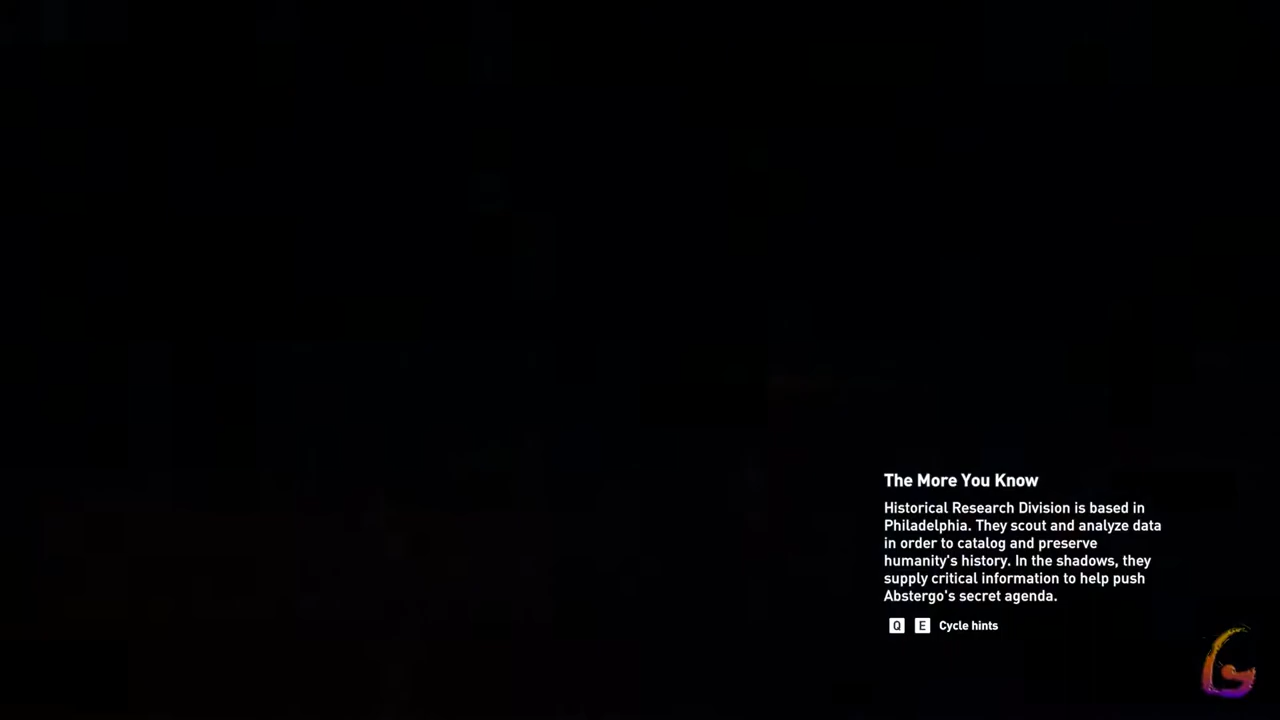 The More You Know
Historical Research Division is based in
Philadelphia. They scout and analyze data
in order to catalog and preserve
humanity's history. In the shadows, they
supply critical information to help push
Abstergo's secret agenda.
Q E Cycle hints